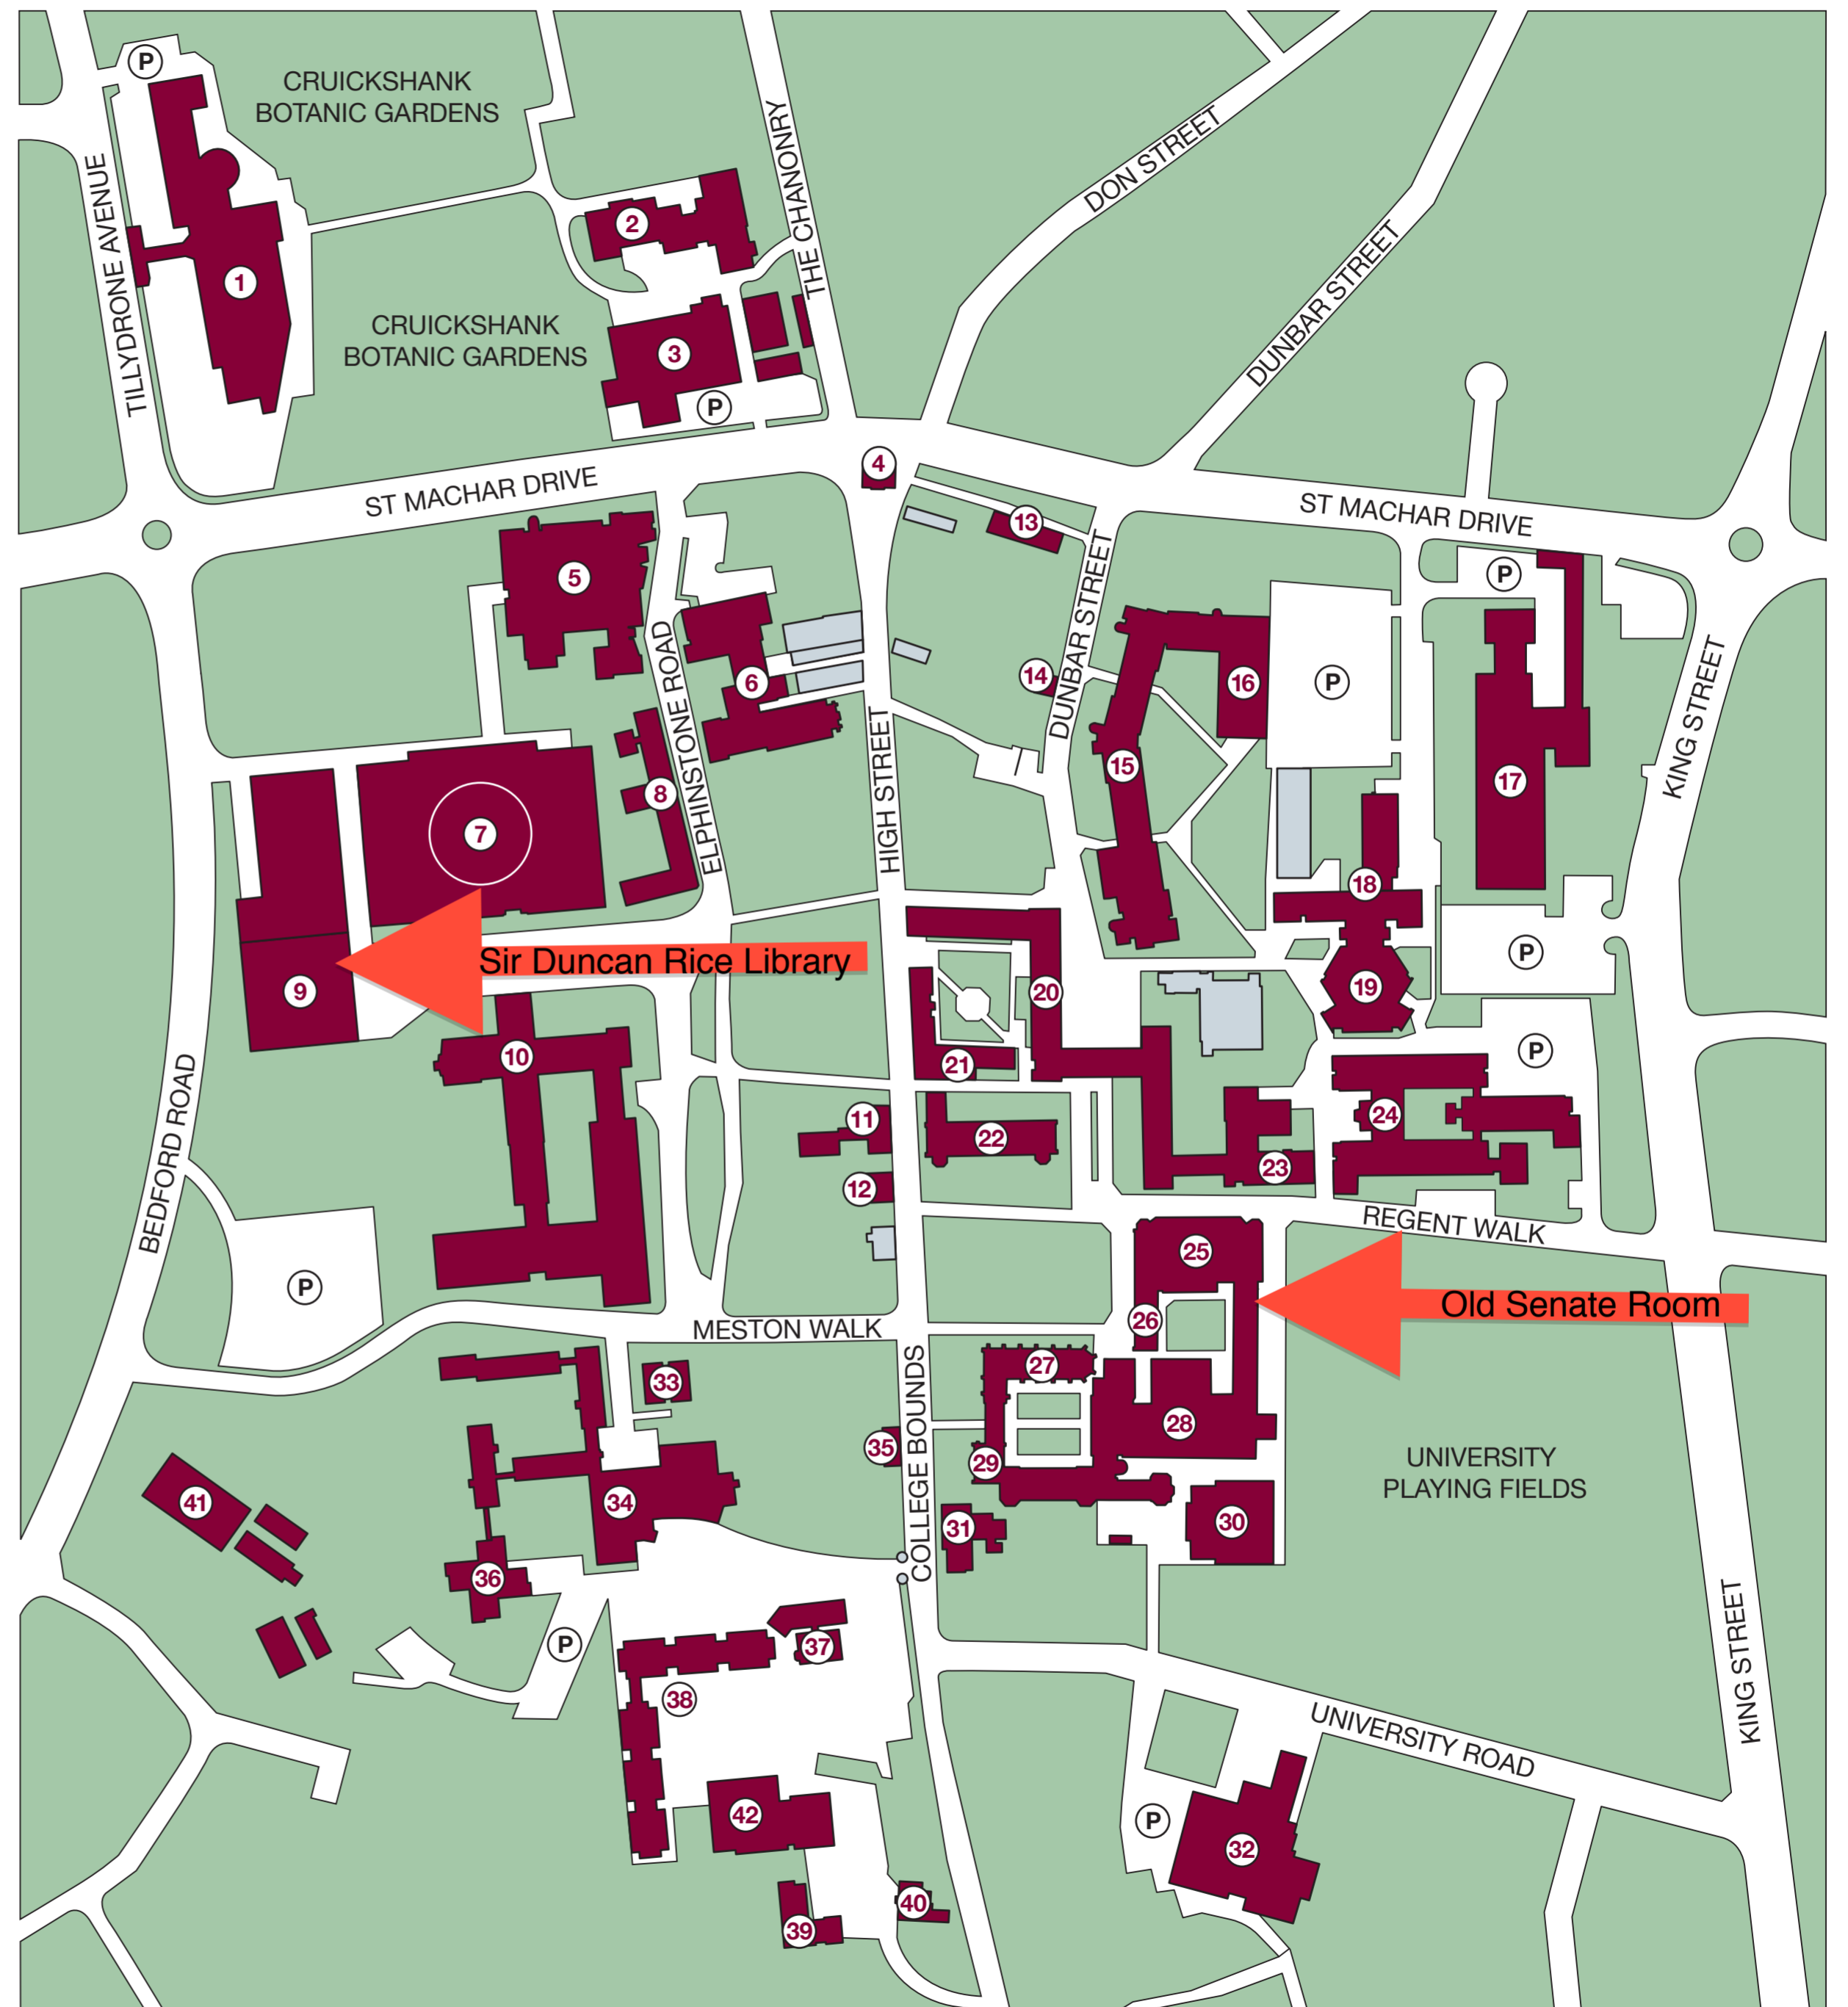 P
CRUICKSHANK
BOTANIC GARDENS
TILLYDRONE AVENUE
THE CHANONRY
DON STREET
DUNBAR STREET
2
1
CRUICKSHANK
BOTANIC GARDENS
3
P
4
ST MACHAR DRIVE
ST MACHAR DRIVE
13
5
P
DUNBAR STREET
ELPHINSTONE ROAD
6
14
16
P
KING STREET
15
17
8
7
HIGH STREET
18
Sir Duncan Rice Library
P
9
19
20
10
21
P
11
22
24
12
23
BEDFORD ROAD
REGENT WALK
25
P
Old Senate Room
26
MESTON WALK
27
33
28
35
29
COLLEGE BOUNDS
UNIVERSITY
PLAYING FIELDS
41
34
30
31
36
P
37
38
KING STREET
UNIVERSITY ROAD
42
P
32
40
39